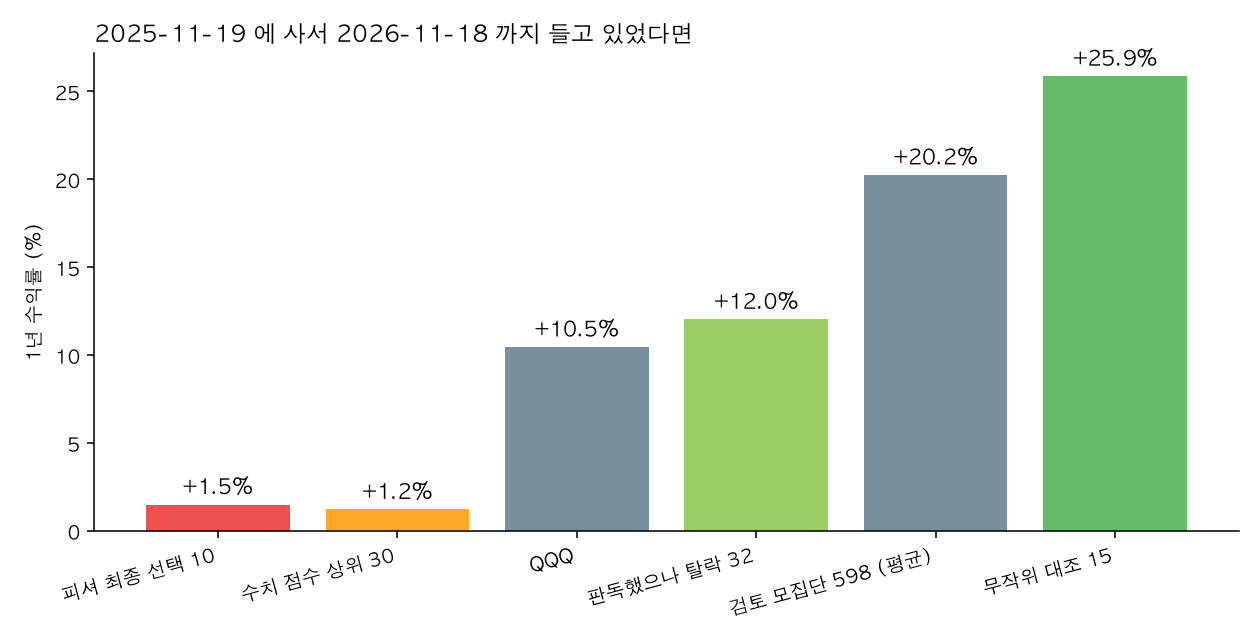 2025-11-19 에 사서 2026-11-18 까지 들고 있었다면
1년 수익률 (%)
25
20
15
10
5
0
+1.5%
+1.2%
+10.5%
+12.0%
+20.2%
+25.9%
피셔 최종 선택 10
수치 점수 상위 30
QQQ
판독했으나 탈락 32
검토 모집단 598 (평균)
무작위 대조 15